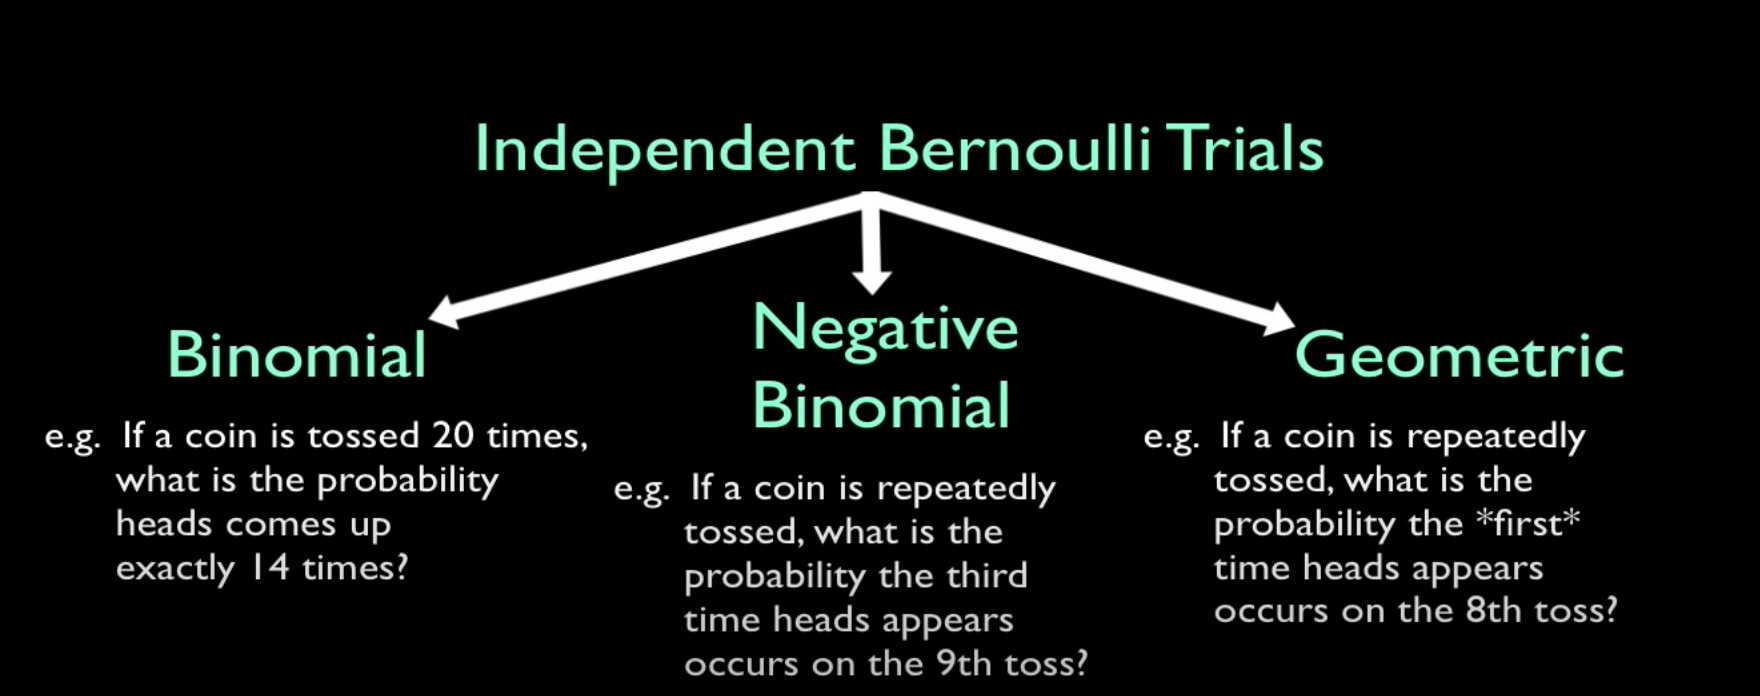 Independent Bernoulli Trials
Binomial
e.g. If a coin is tossed 20 times,
what is the probability
heads comes up
exactly 14 times?
Negative
Binomial
e.g. If a coin is repeatedly
tossed, what is the
probability the third
time heads appears
occurs on the 9th toss?
Geometric
e.g. If a coin is repeatedly
tossed, what is the
probability the *first*
time heads appears
occurs on the 8th toss?